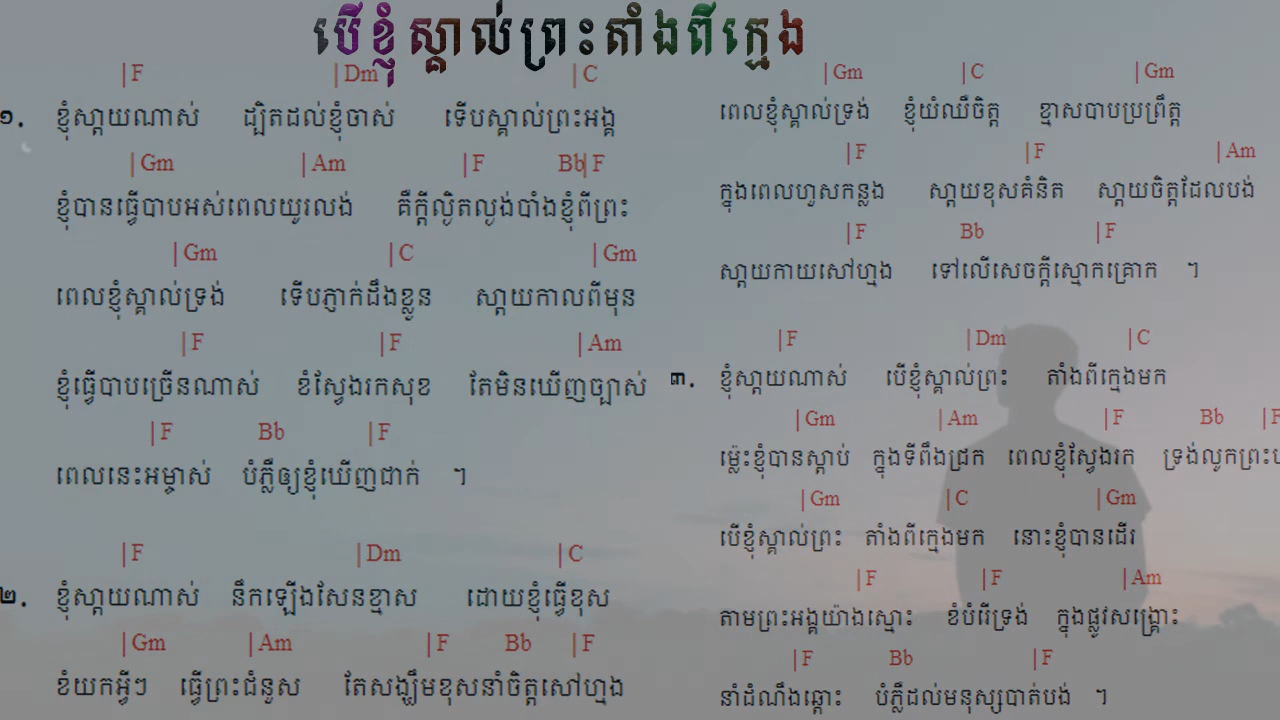 បើខ្ញុំស្គាល់ព្រះតាំងពីក្មេង
|F |Dm |C
១. ខ្ញុំស្តាយណាស់ ដ្បិតដល់ខ្ញុំចាស់ ទើបស្គាល់ព្រះអង្គ
|Gm |Am |F Bb|F
ខ្ញុំបានធ្វើបាបអស់ពេលយូរលង់ គឺក្តីល្ងិតល្ងង់បាំងខ្ញុំពីព្រះ
|Gm |C |Gm
ពេលខ្ញុំស្គាល់ទ្រង់ ទើបភ្ញាក់ដឹងខ្លួន ស្តាយកាលពីមុន
|F |F |Am
ខ្ញុំធ្វើបាបច្រើនណាស់ ខំស្វែងរកសុខ តែមិនឃើញច្បាស់
|F Bb |F
ពេលនេះអម្ចាស់ បំភ្លឺឲ្យខ្ញុំឃើញជាក់ ។
|F |Dm |C
២. ខ្ញុំស្តាយណាស់ នឹកឡើងសែនខ្មាស ដោយខ្ញុំធ្វើខុស
|Gm |Am |F Bb |F
ខំយកអ្វីៗ ធ្វើព្រះជំនួស តែសង្ឃឹមខុសនាំចិត្តសៅហ្មង
|Gm |C |Gm
ពេលខ្ញុំស្គាល់ទ្រង់ ខ្ញុំយំឈឺចិត្ត ខ្មាសបាបប្រព្រឹត្ត
|F |F |Am
ក្នុងពេលហួសកន្លង ស្តាយខុសគំនិត ស្តាយចិត្តដែលបង់
|F Bb |F
ស្តាយកាយសៅហ្មង ទៅលើសេចក្តីស្មោកគ្រោក ។
|F |Dm |C
៣. ខ្ញុំស្តាយណាស់ បើខ្ញុំស្គាល់ព្រះ តាំងពីក្មេងមក
|Gm |Am |F Bb |F
ម៉្លេះខ្ញុំបានស្តាប់ ក្នុងទីពឹងជ្រក ពេលខ្ញុំស្វែងរក ទ្រង់លូកព្រះ
|Gm |C |Gm
បើខ្ញុំស្គាល់ព្រះ តាំងពីក្មេងមក នោះខ្ញុំបានដើរ
|F |F |Am
តាមព្រះអង្គយ៉ាងស្មោះ ខំបំរើទ្រង់ ក្នុងផ្លូវសង្គ្រោះ
|F Bb |F
នាំដំណឹងឆ្ពោះ បំភ្លឺដល់មនុស្សបាត់បង់ ។